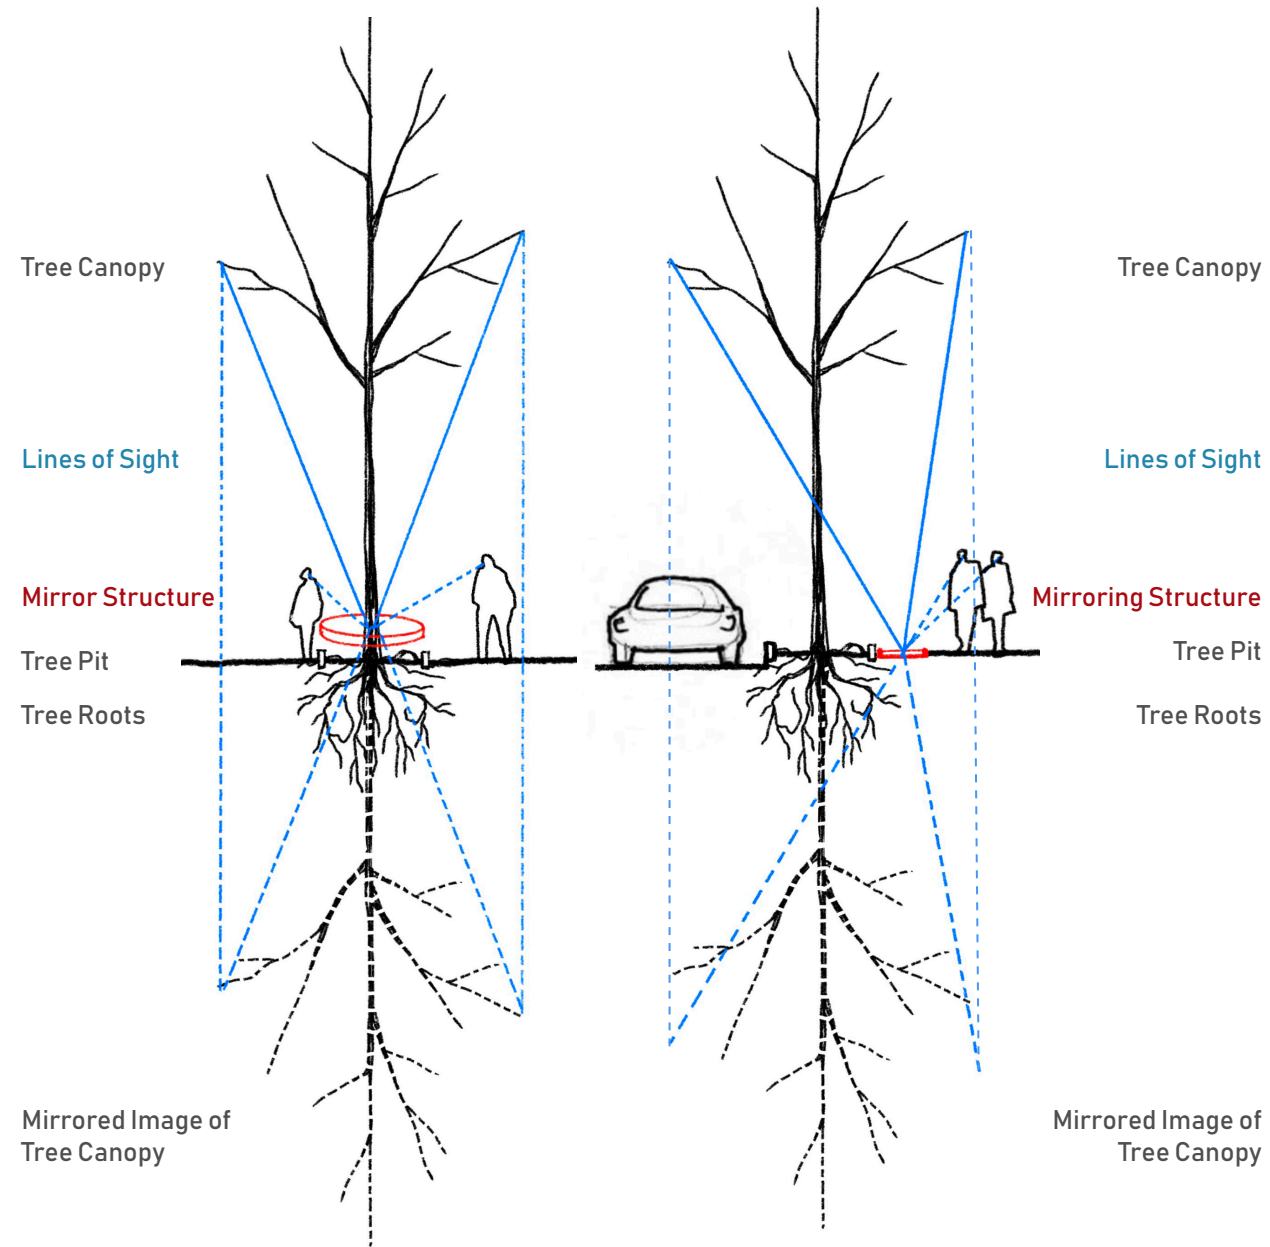 Tree Canopy
Lines of Sight
Mirror Structure
Tree Pit
Tree Roots
Mirrored Image of
Tree Canopy
Tree Canopy
Lines of Sight
Mirroring Structure
Tree Pit
Tree Roots
Mirrored Image of
Tree Canopy